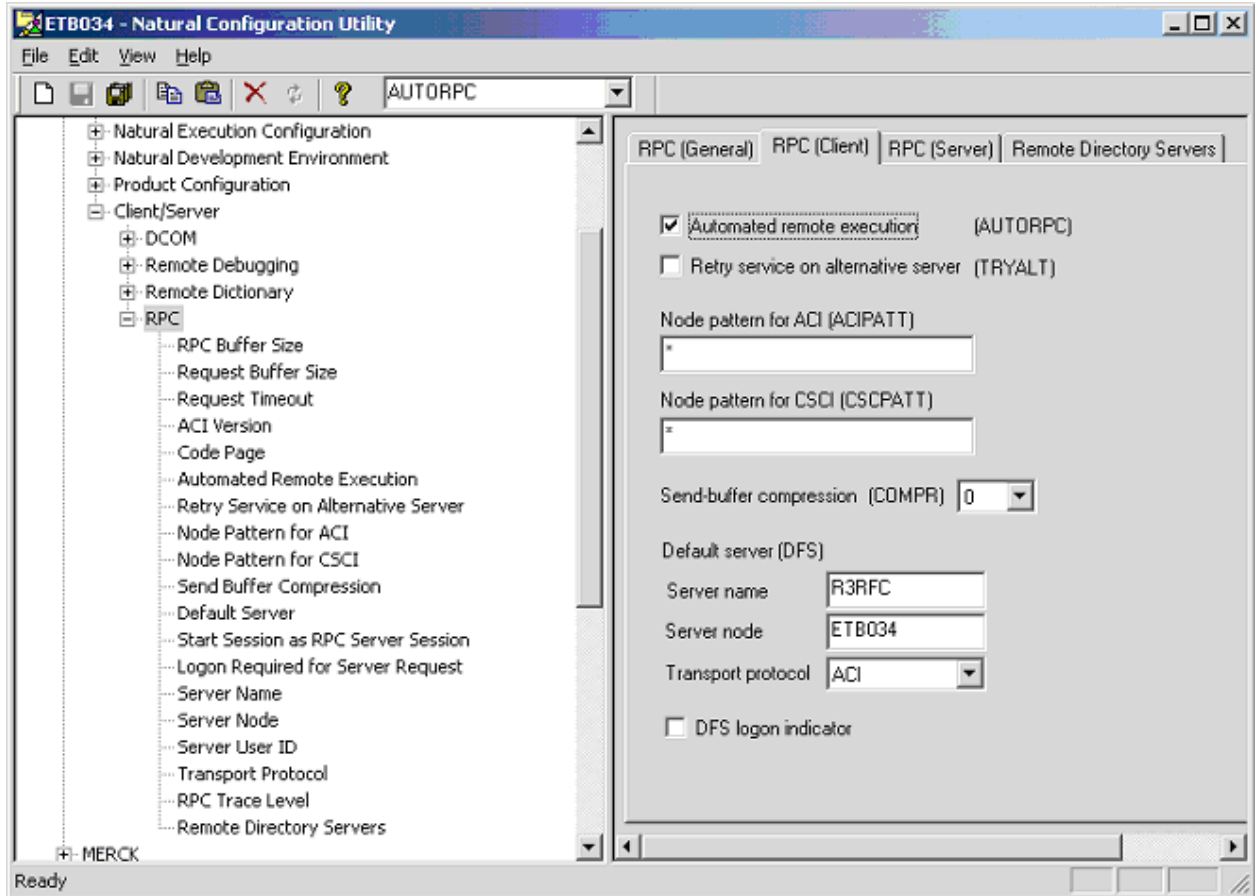 ETB034 - Natural Configuration Utility
File Edit View Help
AUTORPC
Natural Execution Configuration
Natural Development Environment
Product Configuration
Client/Server
DCOM
Remote Debugging
Remote Dictionary
RPC
RPC Buffer Size
Request Buffer Size
Request Timeout
ACI Version
Code Page
Automated Remote Execution
Retry Service on Alternative Server
Node Pattern for ACI
Node Pattern for CSCI
Send Buffer Compression
Default Server
Start Session as RPC Server Session
Logon Required for Server Request
Server Name
Server Node
Server User ID
Transport Protocol
RPC Trace Level
Remote Directory Servers
MERCK
RPC (General) RPC (Client) RPC (Server) Remote Directory Servers
Automated remote execution (AUTORPC)
Retry service on alternative server (TRYALT)
Node pattern for ACI (ACIPATT)
*
Node pattern for CSCI (CSCPATT)
*
Send-buffer compression (COMPR) 0
Default server (DFS)
Server name R3RFC
Server node ETB034
Transport protocol ACI
DFS logon indicator
Ready